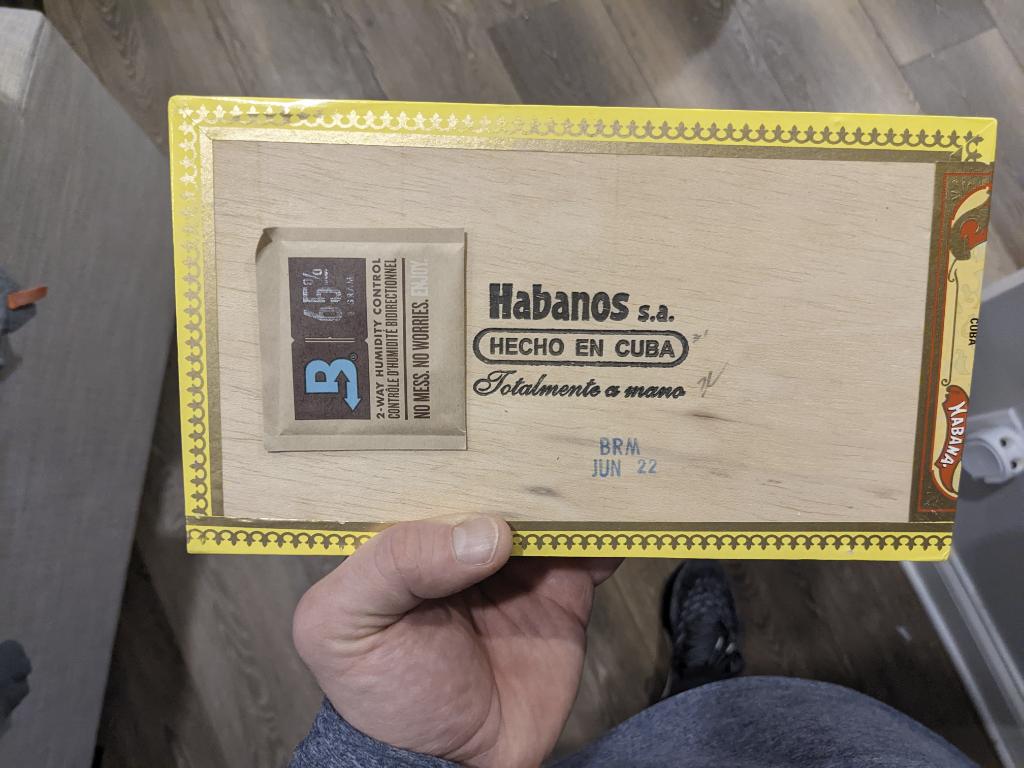 B®
65%
2-WAY HUMIDITY CONTROL
CONTRÔLE D'HUMIDITÉ BIDIRECTIONNEL
NO MESS. NO WORRIES. ENJOY.
Habanos s.a.
HECHO EN CUBA
Totalmente a mano
BRM
JUN 22
CUBA
HABANA.